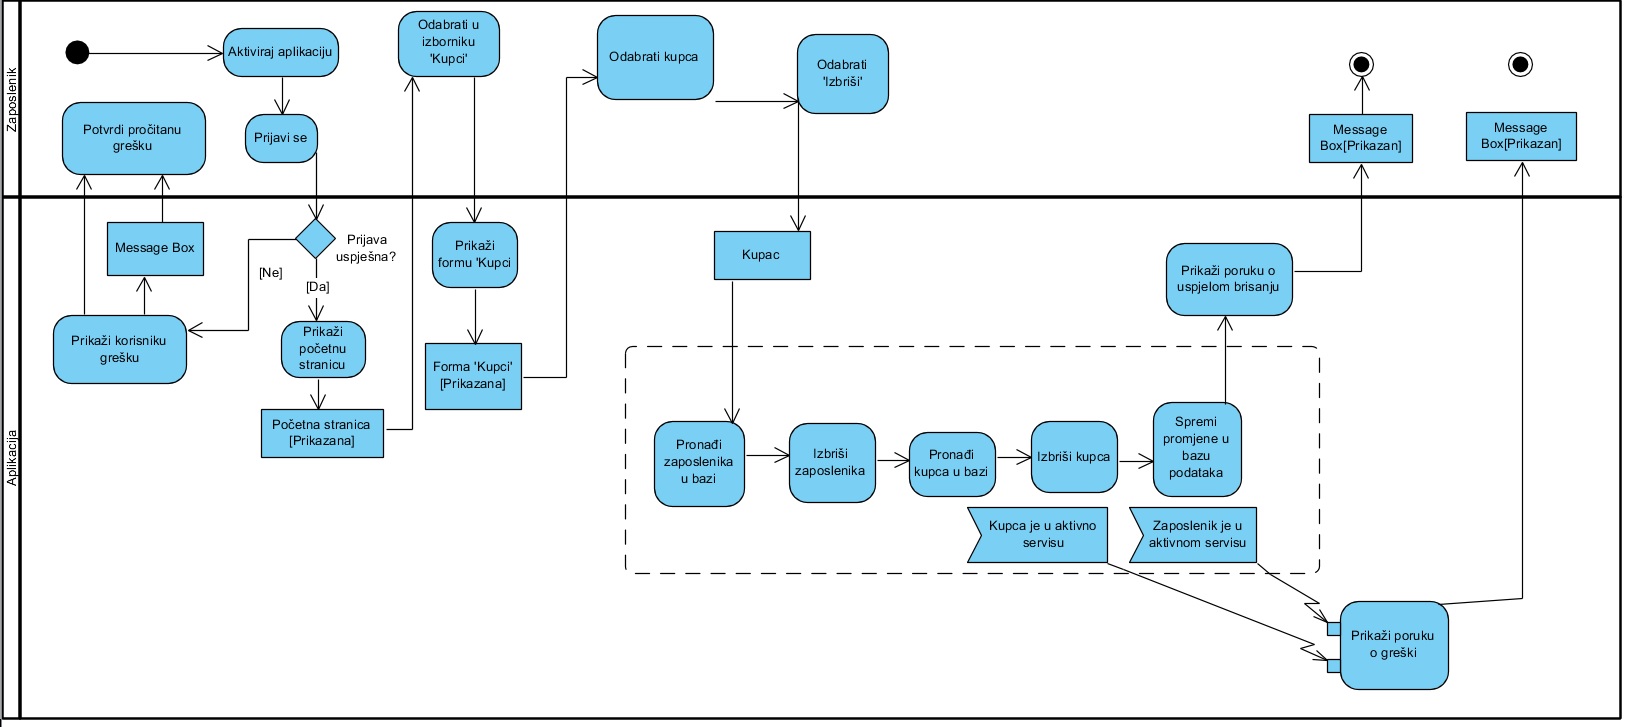 Zaposlenik
Aktiviraj aplikaciju
Odabrati u
izborniku
'Kupci'
Odabrati kupca
Odabrati
'Izbriši'
Potvrdi pročitanu
grešku
Prijavi se
Message
Box[Prikazan]
Message
Box[Prikazan]
Aplikacija
Message Box
Prijava
uspješna?
[Ne]
[Da]
Prikaži korisniku
grešku
Prikaži
početnu
stranicu
Početna stranica
[Prikazana]
Prikaži
formu 'Kupci
Forma 'Kupci'
[Prikazana]
Kupac
Prikaži poruku o
uspjelom brisanju
Pronađi
zaposlenika
u bazi
Izbriši
zaposlenika
Pronađi
kupca u bazi
Izbriši kupca
Spremi
promjene u
bazu
podataka
Kupca je u aktivno
servisu
Zaposlenik je u
aktivnom servisu
Prikaži poruku
o greški